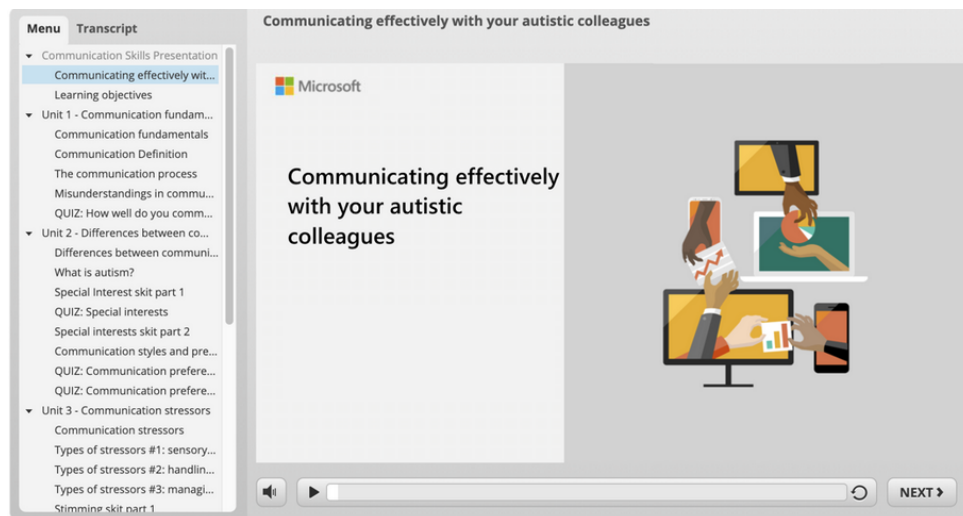 Menu Transcript
Communication Skills Presentation
Communicating effectively wit...
Learning objectives
Unit 1 - Communication fundam...
Communication fundamentals
Communication Definition
The communication process
Misunderstandings in commu...
QUIZ: How well do you comm...
Unit 2 - Differences between co...
Differences between communi...
What is autism?
Special Interest skit part 1
QUIZ: Special interests
Special interests skit part 2
Communication styles and pre...
QUIZ: Communication prefere...
QUIZ: Communication prefere...
Unit 3 - Communication stressors
Communication stressors
Types of stressors #1: sensory...
Types of stressors #2: handlin...
Types of stressors #3: managi...
Stimming skit part 1
Communicating effectively with your autistic colleagues
Microsoft
Communicating effectively
with your autistic
colleagues
NEXT